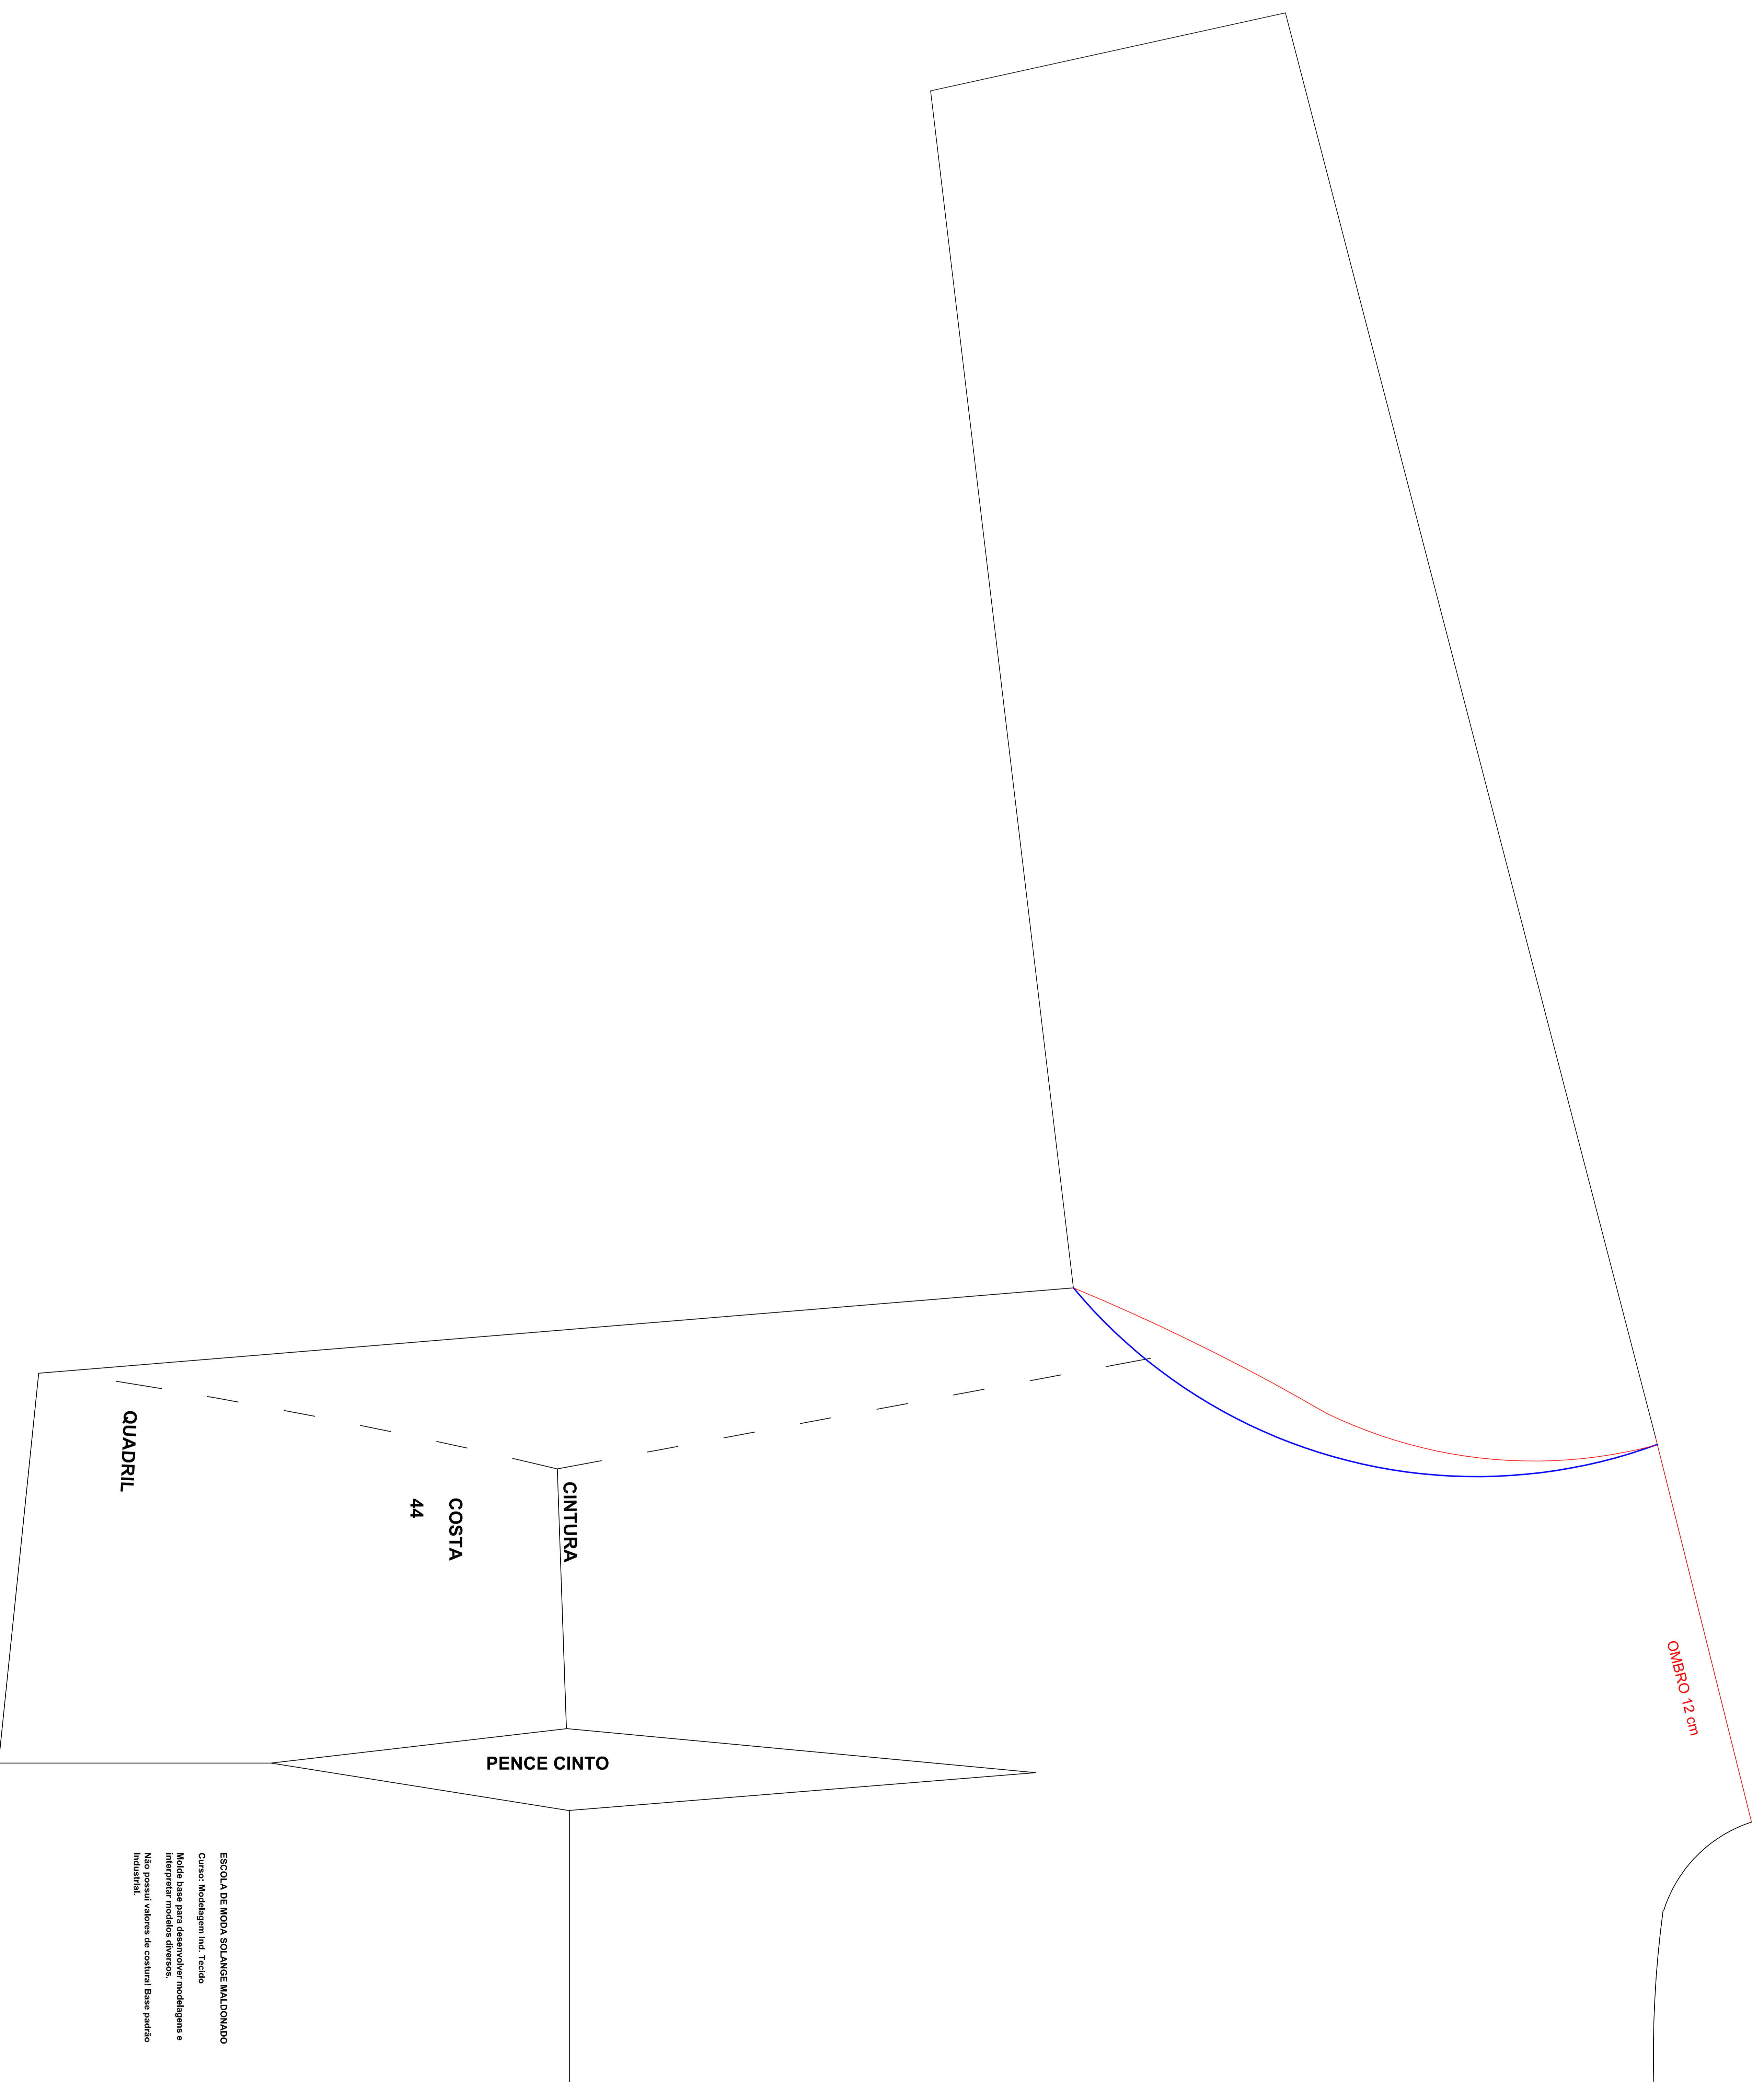 QUADRIL
CINTURA
COSTA
44
OMBRO 12 cm
PENCE CINTO
ESCOLA DE MODA SOLANGE MALDONADO
Curso: Modelagem Ind. Tecido
Molde base para desenvolver modelagens e
interpretar modelos diversos.
Não possui valores de costura! Base padrão
industrial.